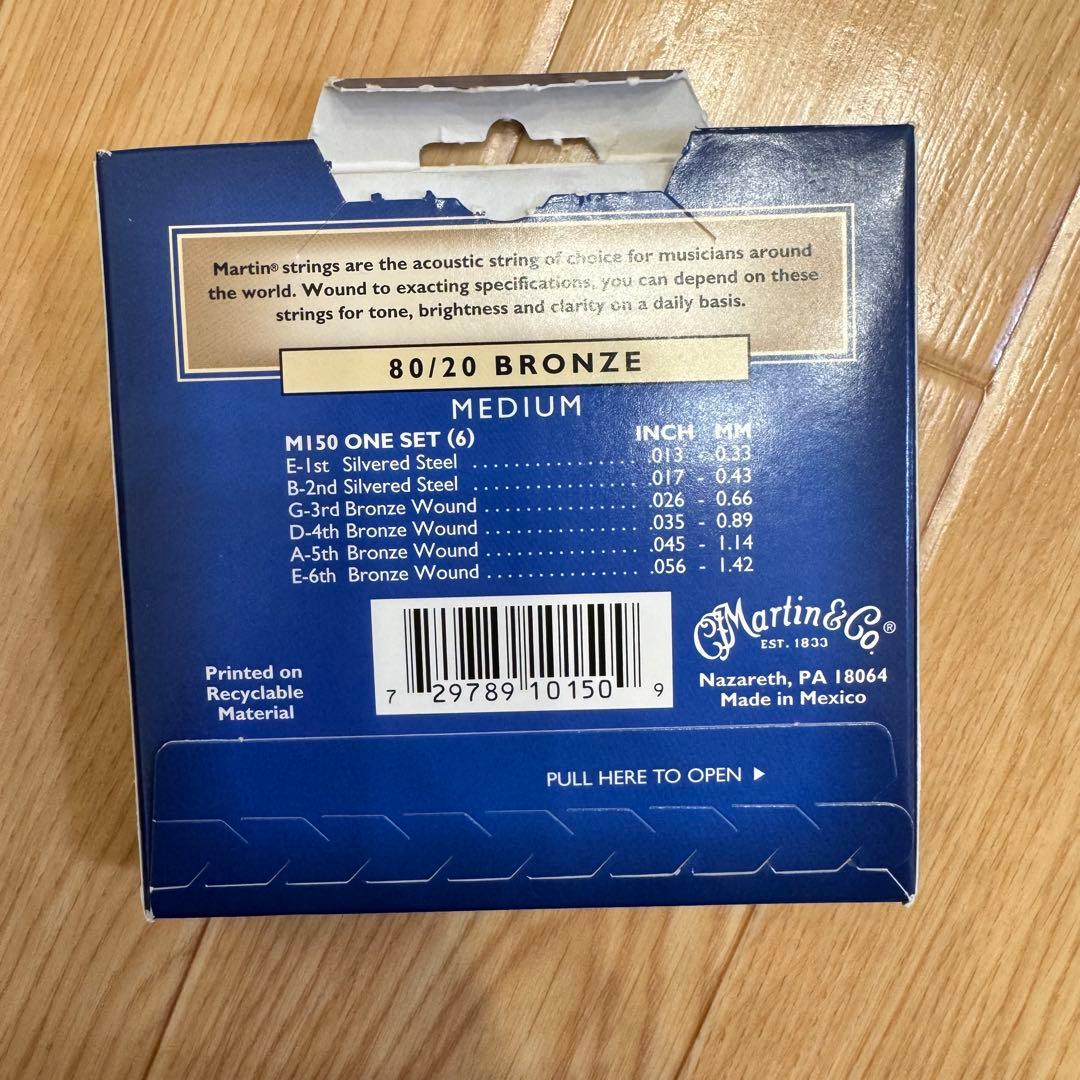 Martin® strings are the acoustic string of choice for musicians around
the world. Wound to exacting specifications, you can depend on these
strings for tone, brightness and clarity on a daily basis.
80/20 BRONZE
MEDIUM
M150 ONE SET (6) INCH MM
E-1st Silvered Steel .................... .013 - 0.33
B-2nd Silvered Steel .................... .017 - 0.43
G-3rd Bronze Wound .................... .026 - 0.66
D-4th Bronze Wound .................... .035 - 0.89
A-5th Bronze Wound .................... .045 - 1.14
E-6th Bronze Wound .................... .056 - 1.42
7 29789 10150 9
CF Martin & Co.®
EST. 1833
Nazareth, PA 18064
Made in Mexico
Printed on
Recyclable
Material
PULL HERE TO OPEN ►